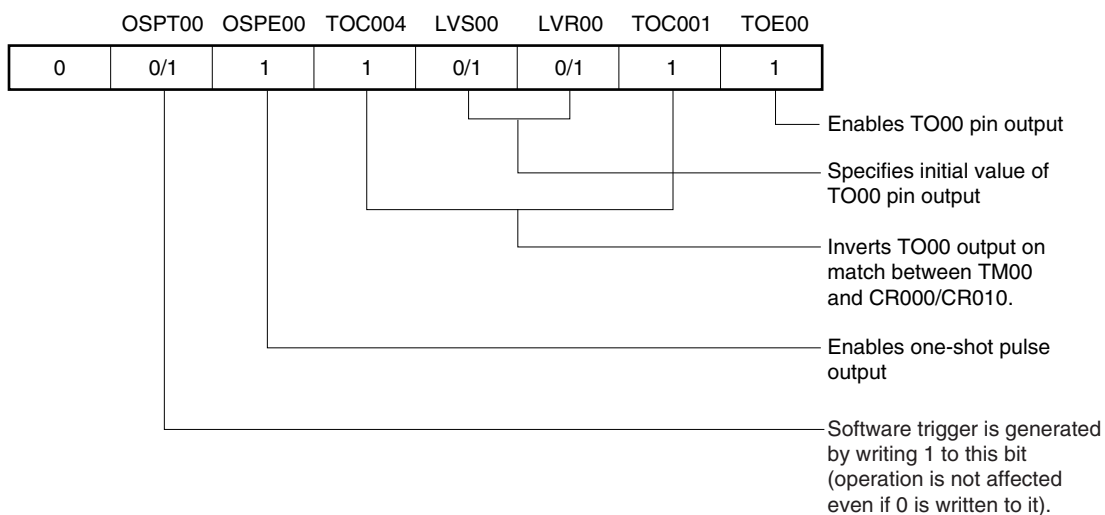 OSPT00 OSPE00 TOC004 LVS00 LVR00 TOC001 TOE00
0 0/1 1 1 0/1 0/1 1 1
Enables TO00 pin output
Specifies initial value of
TO00 pin output
Inverts TO00 output on
match between TM00
and CR000/CR010.
Enables one-shot pulse
output
Software trigger is generated
by writing 1 to this bit
(operation is not affected
even if 0 is written to it).